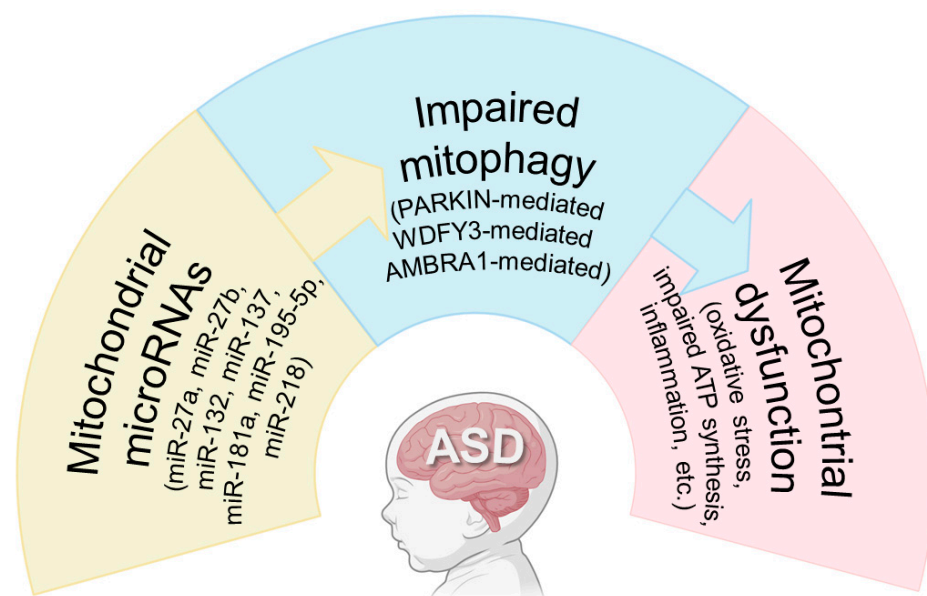 Mitochondrial
microRNAs
(miR-27a, miR-27b,
miR-132, miR-137,
miR-181a, miR-195-5p,
miR-218)
Impaired
mitophagy
(PARKIN-mediated
WDFY3-mediated
AMBRA1-mediated)
Mitochontrial
dysfunction
(oxidative stress,
impaired ATP synthesis,
inflammation, etc.)
ASD